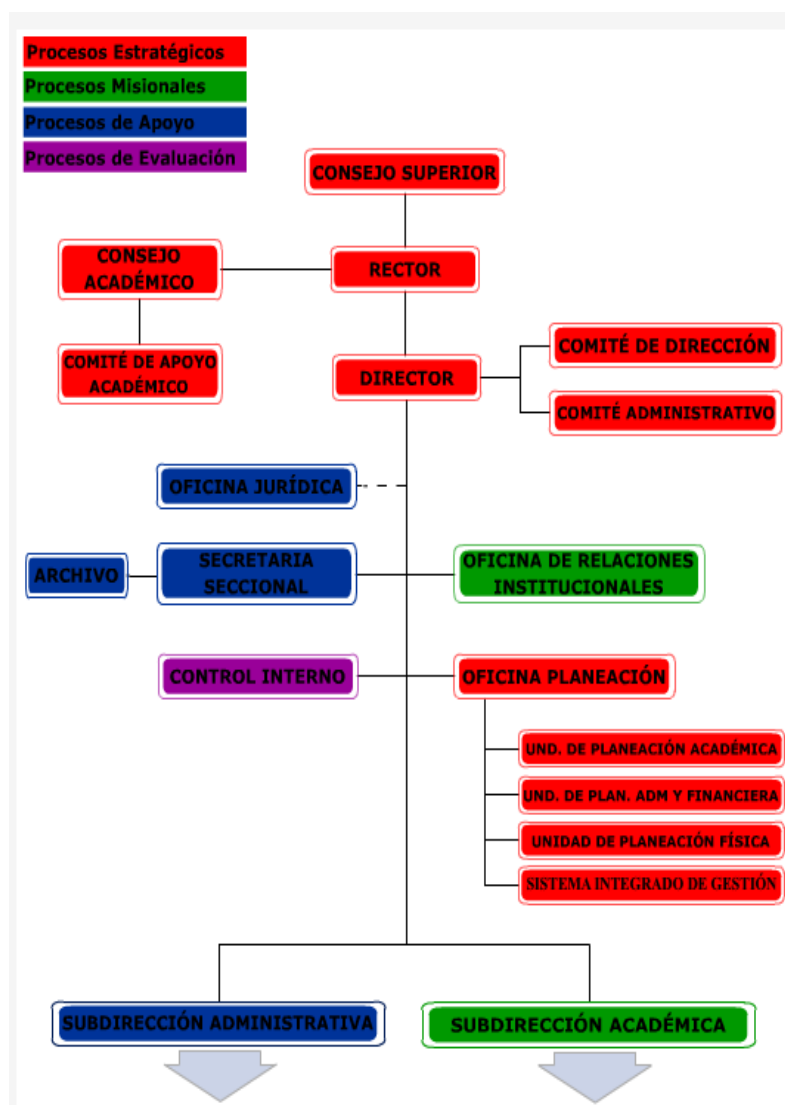 Procesos Estratégicos
Procesos Misionales
Procesos de Apoyo
Procesos de Evaluación
CONSEJO SUPERIOR
CONSEJO
ACADÉMICO
RECTOR
COMITÉ DE APOYO
ACADÉMICO
DIRECTOR
COMITÉ DE DIRECCIÓN
COMITÉ ADMINISTRATIVO
OFICINA JURÍDICA
ARCHIVO
SECRETARIA
SECCIONAL
OFICINA DE RELACIONES
INSTITUCIONALES
CONTROL INTERNO
OFICINA PLANEACIÓN
UND. DE PLANEACIÓN ACADÉMICA
UND. DE PLAN. ADM Y FINANCIERA
UNIDAD DE PLANEACIÓN FÍSICA
SISTEMA INTEGRADO DE GESTIÓN
SUBDIRECCIÓN ADMINISTRATIVA
SUBDIRECCIÓN ACADÉMICA